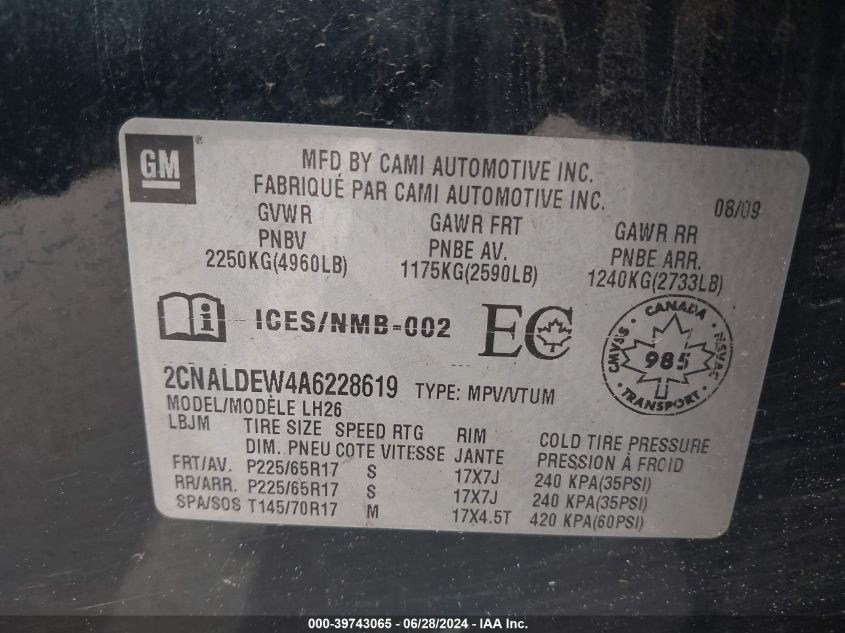 GM ®
MFD BY CAMI AUTOMOTIVE INC.
FABRIQUÉ PAR CAMI AUTOMOTIVE INC.
08/09
GVWR GAWR FRT GAWR RR
PNBV PNBE AV. PNBE ARR.
2250KG(4960LB) 1175KG(2590LB) 1240KG(2733LB)
i ICES/NMB-002 EC
CANADA
CMVSS 985 NSVAC
TRANSPORT
2CNALDEW4A6228619 TYPE: MPV/VTUM
MODEL/MODÈLE LH26
LBJM TIRE SIZE SPEED RTG RIM COLD TIRE PRESSURE
DIM. PNEU COTE VITESSE JANTE PRESSION À FROID
FRT/AV. P225/65R17 S 17X7J 240 KPA(35PSI)
RR/ARR. P225/65R17 S 17X7J 240 KPA(35PSI)
SPA/SOS T145/70R17 M 17X4.5T 420 KPA(60PSI)
000-39743065 - 06/28/2024 - IAA Inc.